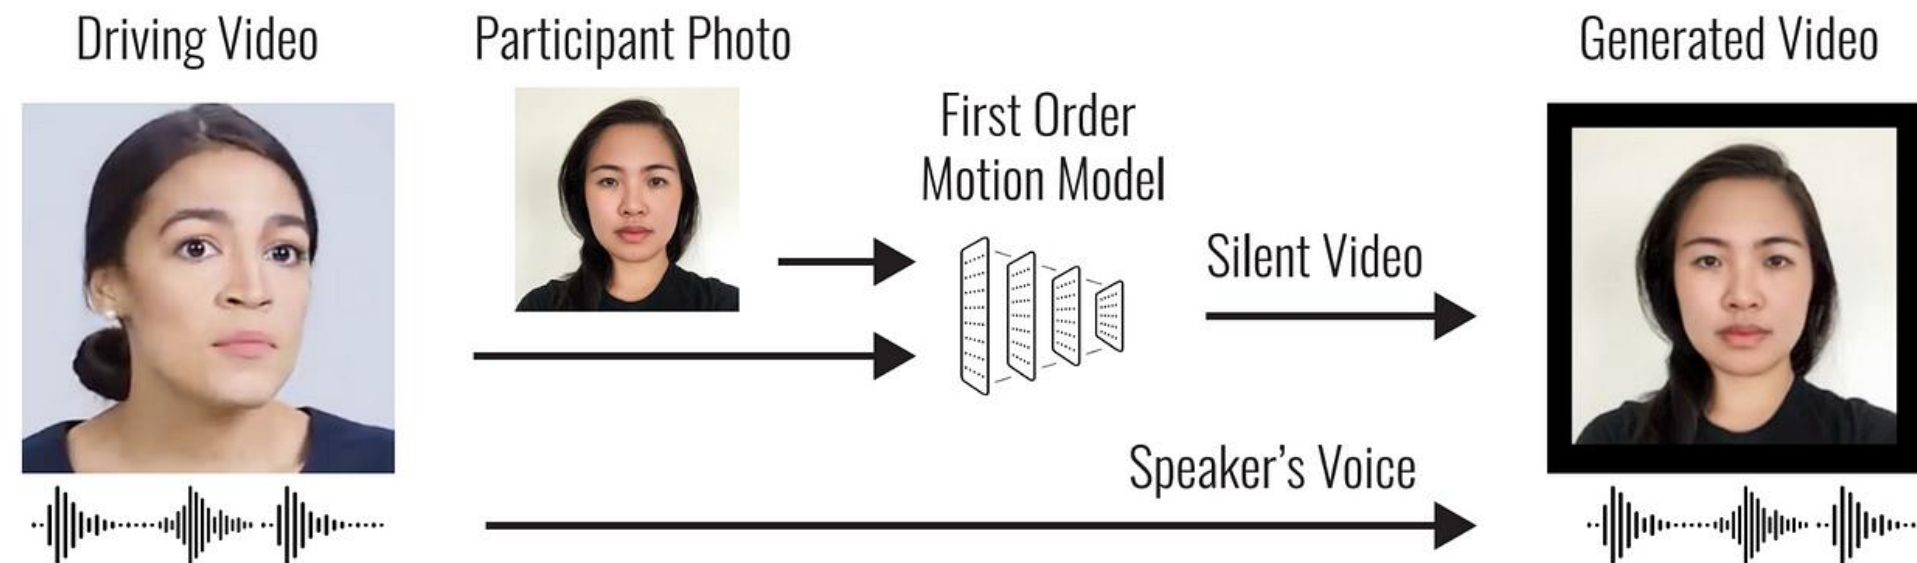 Driving Video
Participant Photo
First Order
Motion Model
Silent Video
Speaker's Voice
Generated Video